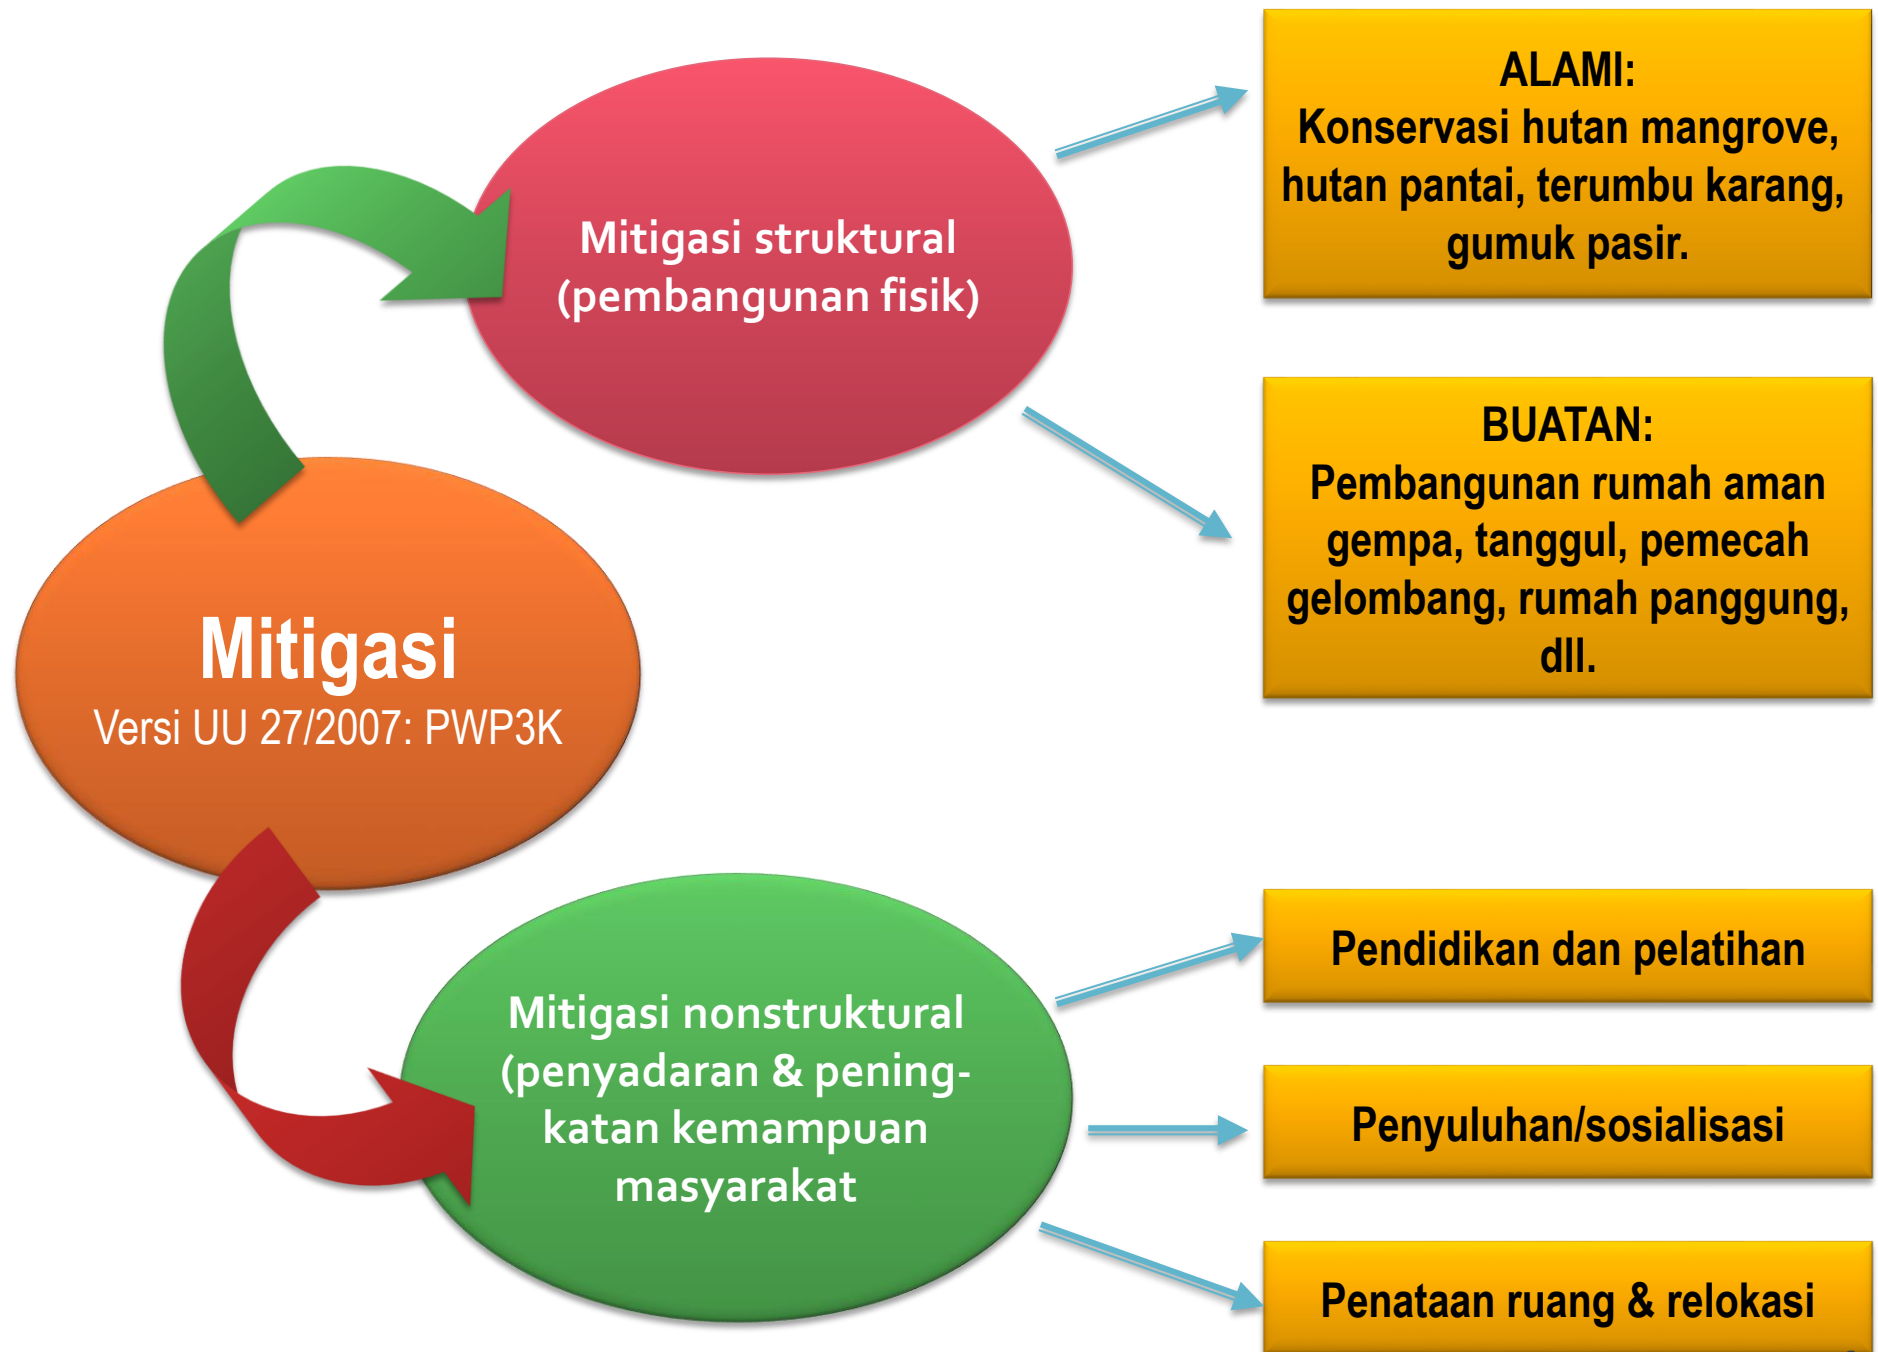 Mitigasi
Versi UU 27/2007: PWP3K
Mitigasi struktural
(pembangunan fisik)
ALAMI:
Konservasi hutan mangrove,
hutan pantai, terumbu karang,
gumuk pasir.
BUATAN:
Pembangunan rumah aman
gempa, tanggul, pemecah
gelombang, rumah panggung,
dll.
Mitigasi nonstruktural
(penyadaran & pening-
katan kemampuan
masyarakat
Pendidikan dan pelatihan
Penyuluhan/sosialisasi
Penataan ruang & relokasi